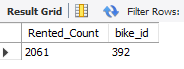 Result Grid Filter Rows:
Rented_Count bike_id
2061 392